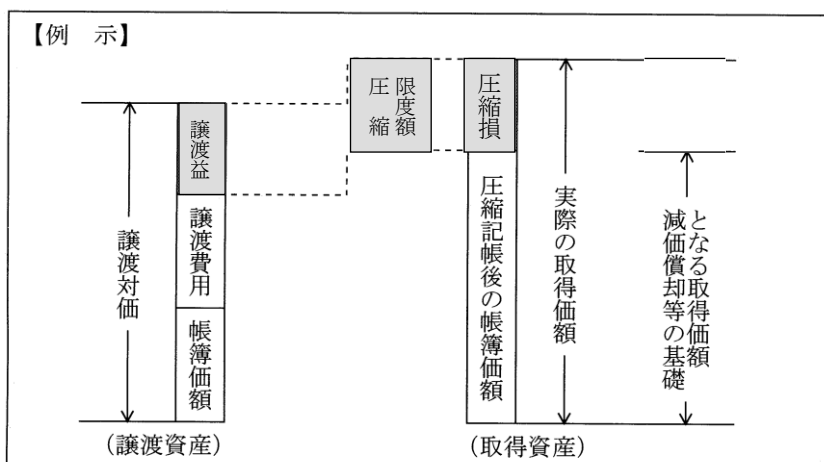 【例　示】
譲渡対価
譲渡益
譲渡費用
帳簿価額
(譲渡資産)
圧縮
限度額
圧縮損
圧縮記帳後の帳簿価額
(取得資産)
実際の取得価額
減価償却等の基礎
となる取得価額